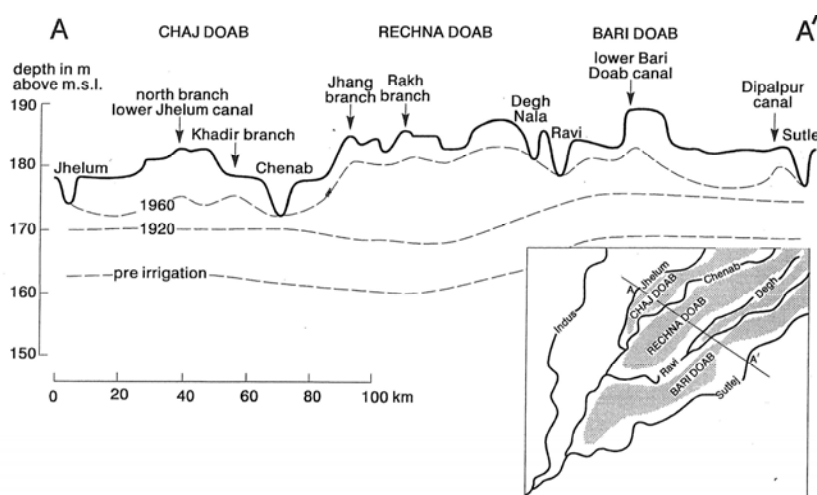 A
CHAJ DOAB
RECHNA DOAB
BARI DOAB
A'
depth in m
above m.s.l.
north branch
lower Jhelum canal
Khadir branch
Jhang
branch
Rakh
branch
Degh
Nala
lower Bari
Doab canal
Dipalpur
canal
190
180
170
160
150
Jhelum
Chenab
Ravi
Sutle
1960
1920
pre irrigation
0
20
40
60
80
100 km
Indus
A
Jhelum
CHAJ DOAB
Chenab
RECHNA DOAB
Degh
Ravi
A'
BARI DOAB
Sutlej